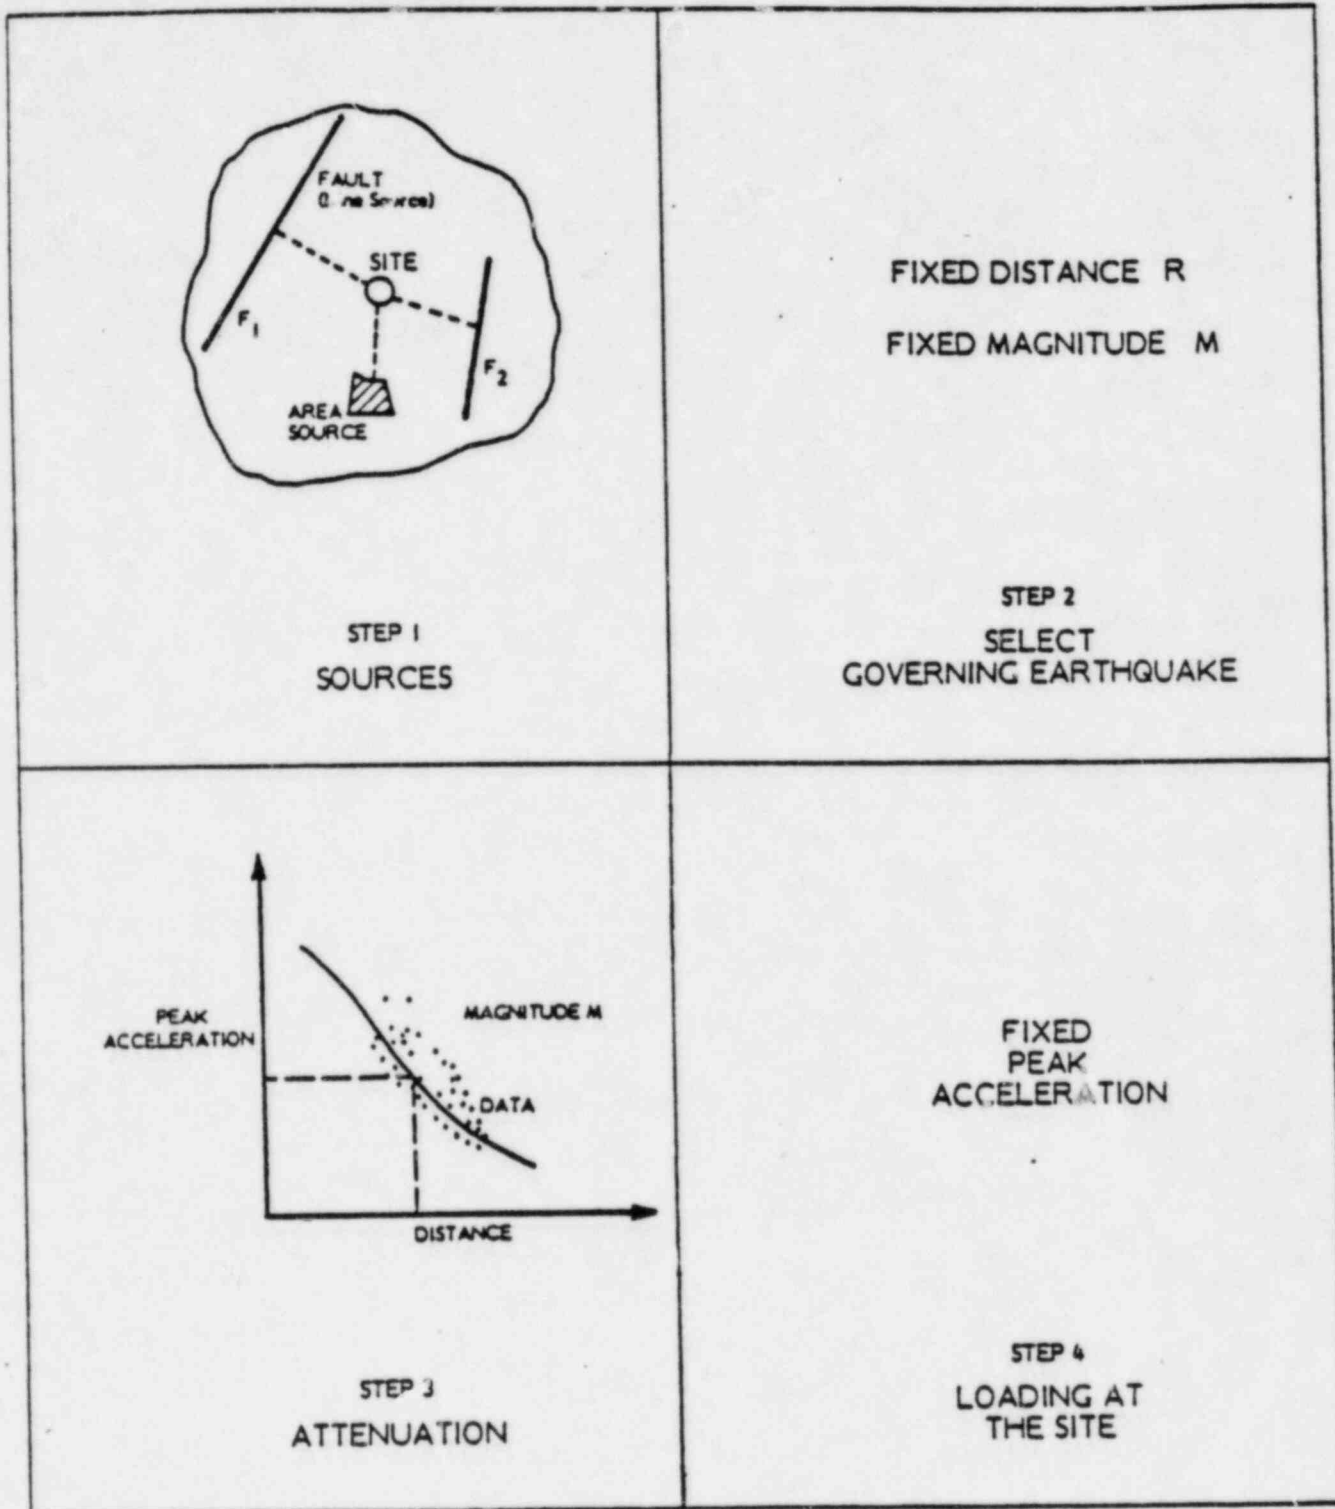 FAULT
Source)
SITE
F1
F2
AREA
SOURCE
STEP 1
SOURCES
FIXED DISTANCE R
FIXED MAGNITUDE M
STEP 2
SELECT
GOVERNING EARTHQUAKE
PEAK
ACCELERATION
MAGNITUDE M
DATA
DISTANCE
STEP 3
ATTENUATION
FIXED
PEAK
ACCELERATION
STEP 4
LOADING AT
THE SITE